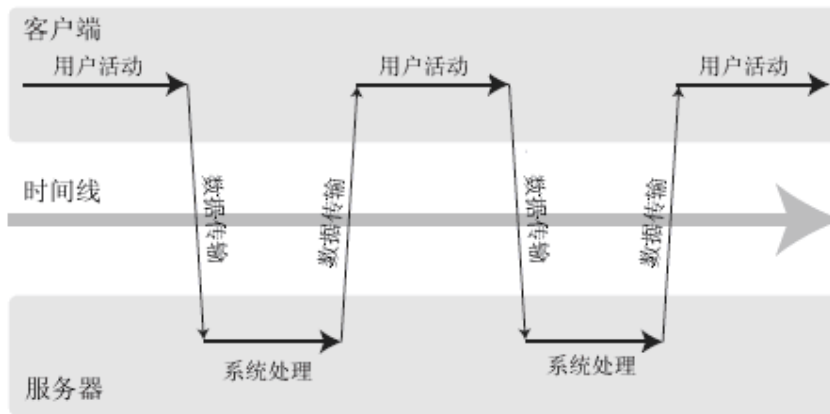 客户端
用户活动
用户活动
用户活动
时间线
数据传输
数据传输
数据传输
数据传输
系统处理
系统处理
服务器